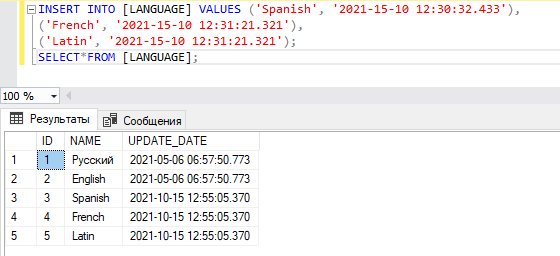 INSERT INTO [LANGUAGE] VALUES ('Spanish', '2021-15-10 12:30:32.433'),
('French', '2021-15-10 12:31:21.321'),
('Latin', '2021-15-10 12:31:21.321');
SELECT*FROM [LANGUAGE];
100 %
Результаты Сообщения
ID NAME UPDATE_DATE
1 1 Русский 2021-05-06 06:57:50.773
2 2 English 2021-05-06 06:57:50.773
3 3 Spanish 2021-10-15 12:55:05.370
4 4 French 2021-10-15 12:55:05.370
5 5 Latin 2021-10-15 12:55:05.370